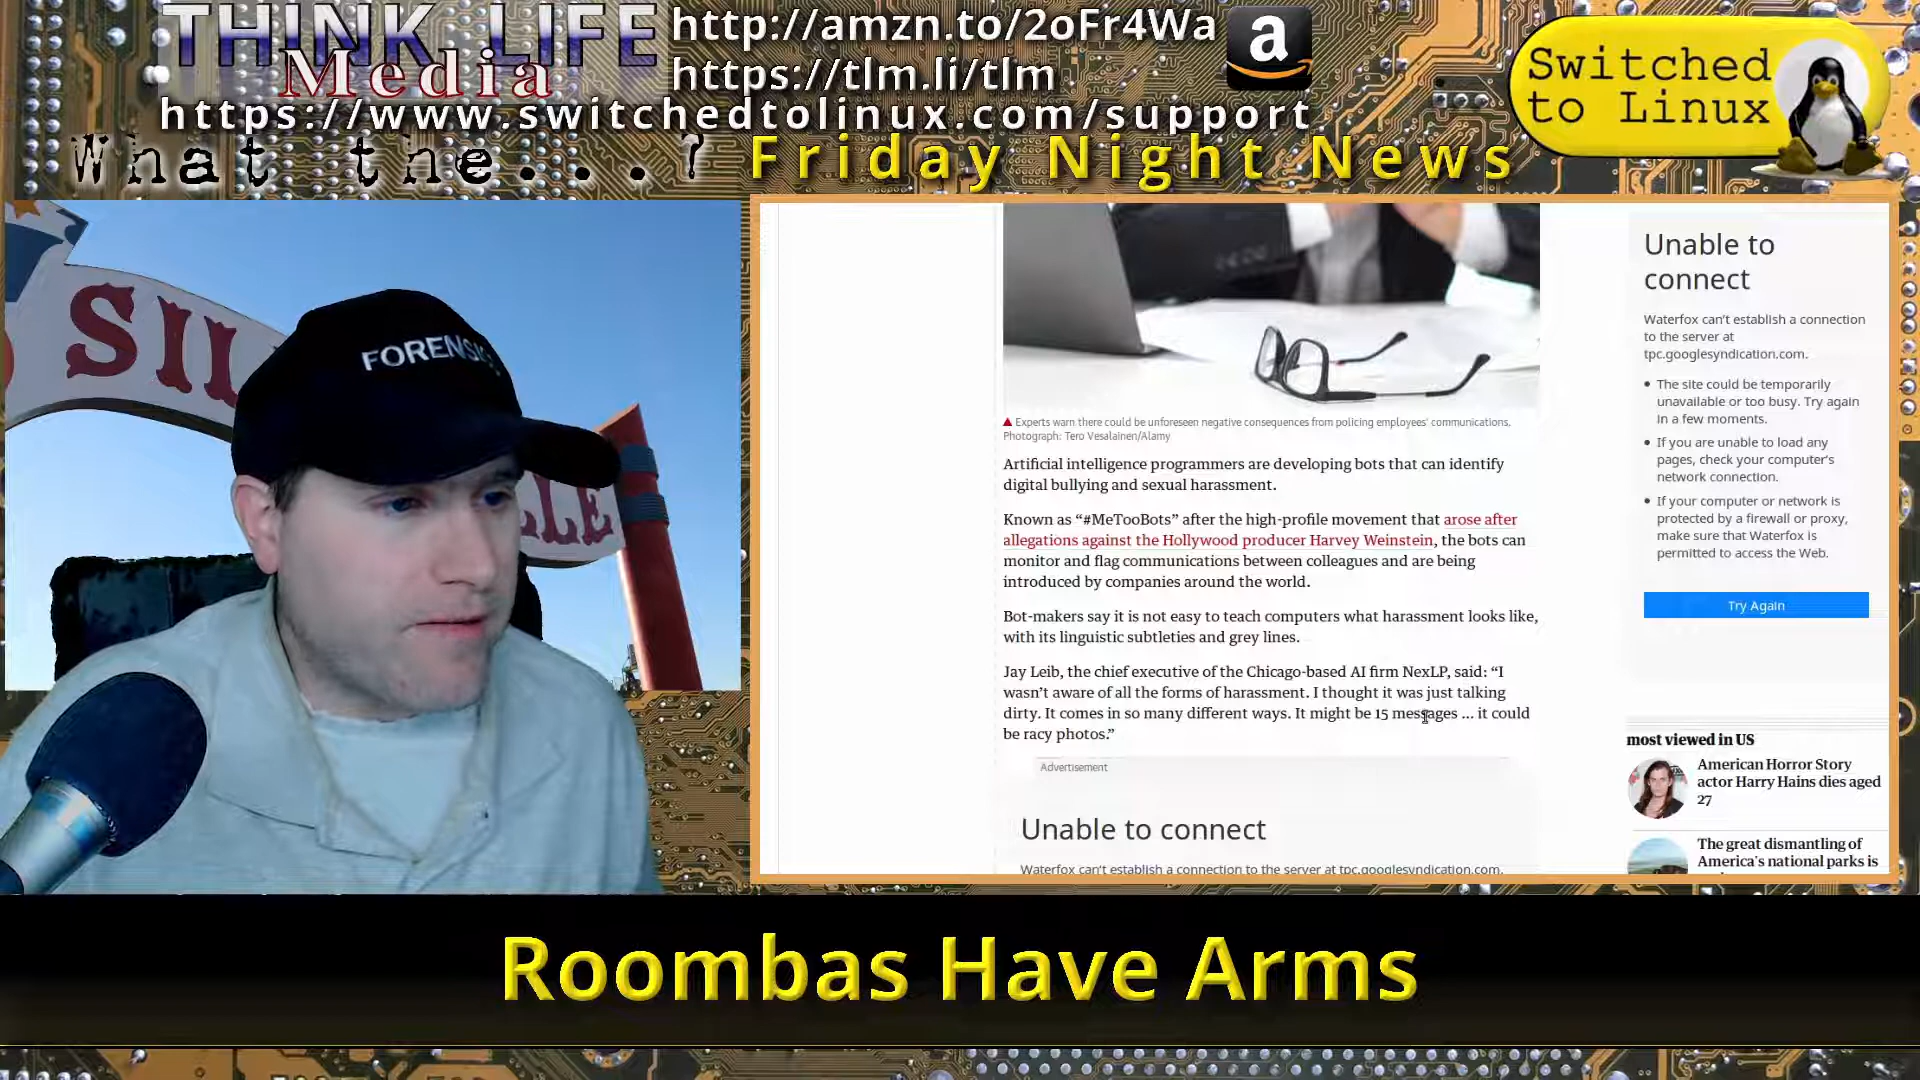 THINK LIFE
Media
http://amzn.to/2oFr4Wa
https://tlm.li/tlm
https://www.switchedtolinux.com/support
a
Switched
to Linux
What the...?
Friday Night News
SIL
LLE
FORENSIC
Experts warn there could be unforeseen negative consequences from policing employees' communications.
Photograph: Tero Vesalainen/Alamy
Artificial intelligence programmers are developing bots that can identify
digital bullying and sexual harassment.
Known as “#MeTooBots” after the high-profile movement that arose after
allegations against the Hollywood producer Harvey Weinstein, the bots can
monitor and flag communications between colleagues and are being
introduced by companies around the world.
Bot-makers say it is not easy to teach computers what harassment looks like,
with its linguistic subtleties and grey lines.
Jay Leib, the chief executive of the Chicago-based AI firm NexLP, said: “I
wasn’t aware of all the forms of harassment. I thought it was just talking
dirty. It comes in so many different ways. It might be 15 messages ... it could
be racy photos.”
Advertisement
Unable to connect
Waterfox can’t establish a connection to the server at tpc.googlesyndication.com.
Unable to
connect
Waterfox can’t establish a connection
to the server at
tpc.googlesyndication.com.
The site could be temporarily
unavailable or too busy. Try again
in a few moments.
If you are unable to load any
pages, check your computer’s
network connection.
If your computer or network is
protected by a firewall or proxy,
make sure that Waterfox is
permitted to access the Web.
Try Again
most viewed in US
American Horror Story
actor Harry Hains dies aged
27
The great dismantling of
America's national parks is
Roombas Have Arms